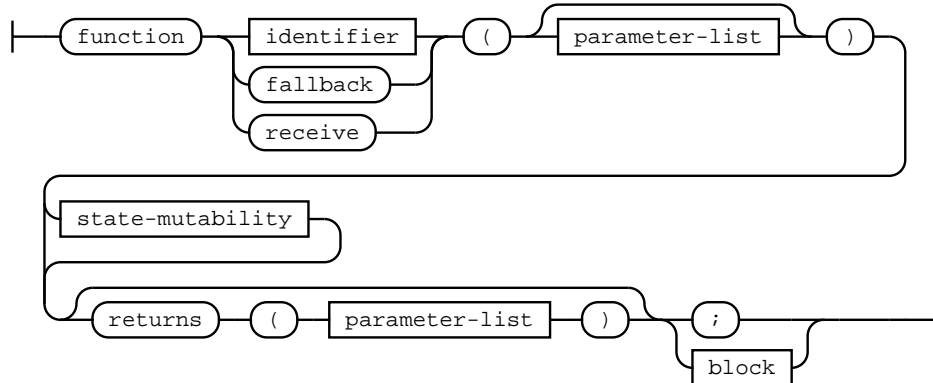 function identifier ( parameter-list )
fallback
receive
state-mutability
returns ( parameter-list ) ;
block